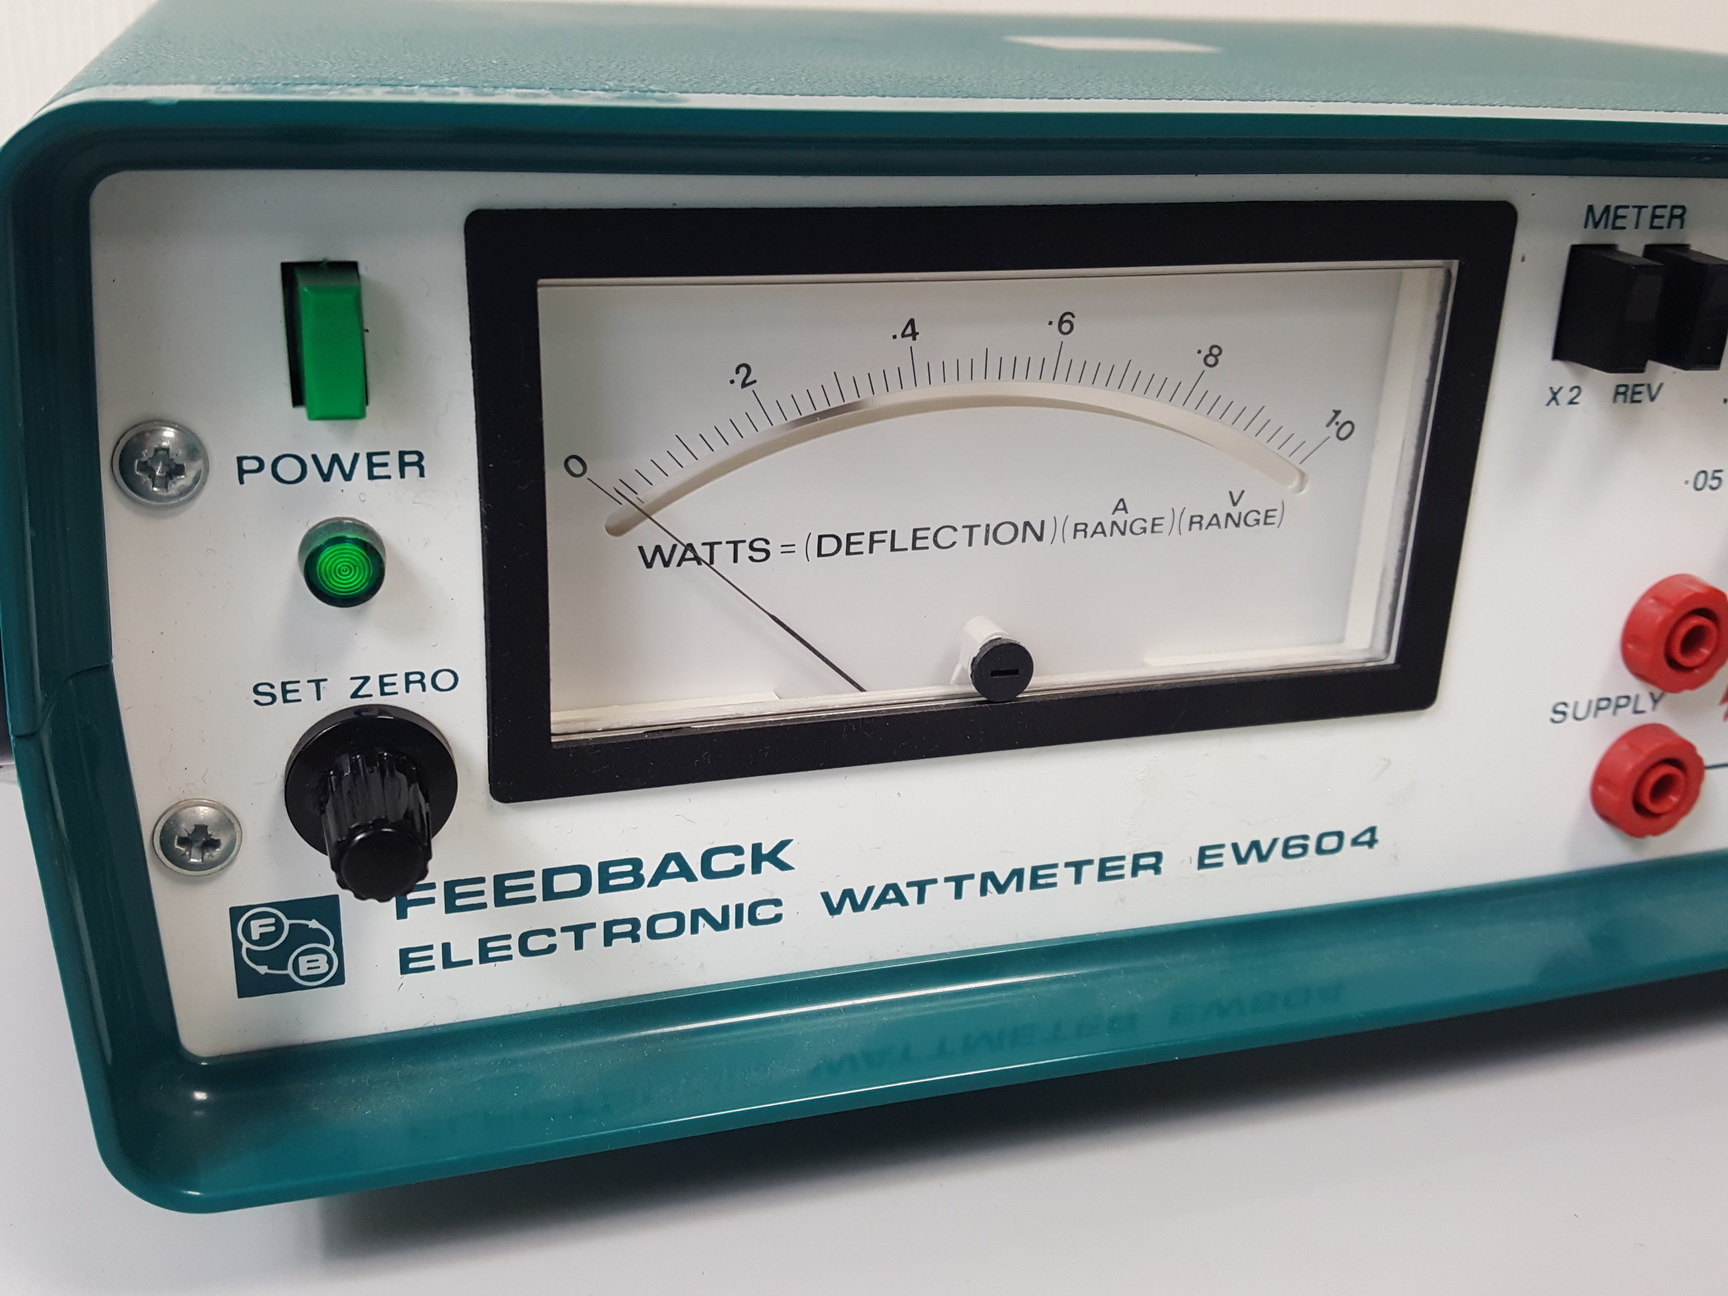 METER
X2 REV
.05
POWER
SET ZERO
0 ·2 ·4 ·6 ·8 1·0
A V
WATTS = (DEFLECTION)(RANGE)(RANGE)
SUPPLY
FEEDBACK
ELECTRONIC WATTMETER EW604
F
B